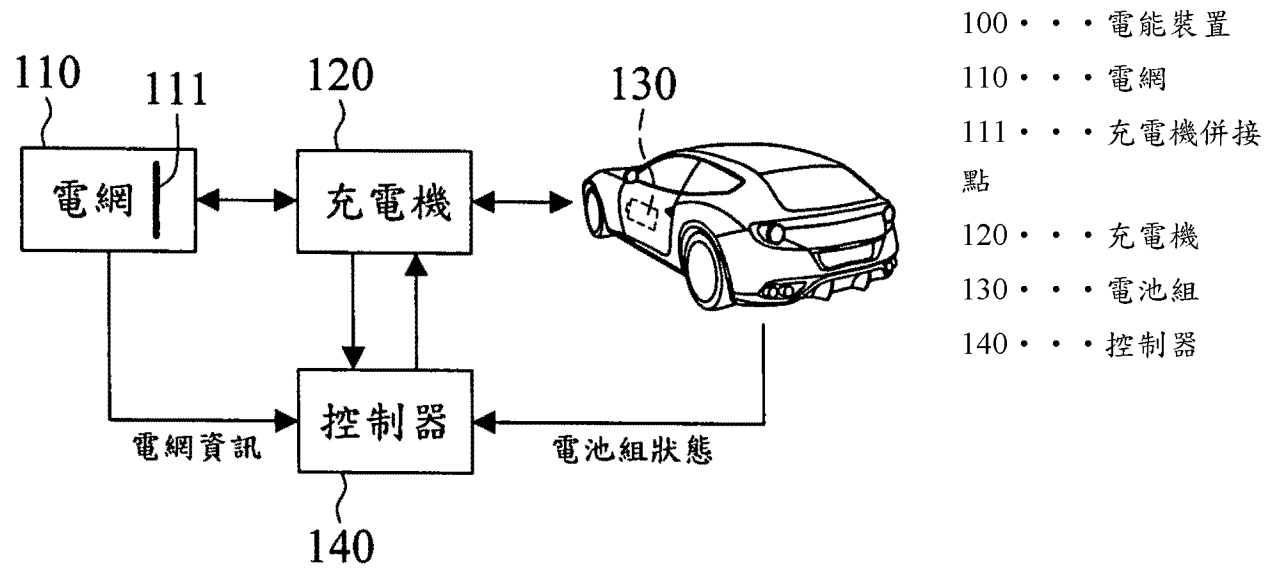 110
111
120
130
電網
充電機
控制器
電網資訊
電池組狀態
140
100・・・電能裝置
110・・・電網
111・・・充電機併接
點
120・・・充電機
130・・・電池組
140・・・控制器